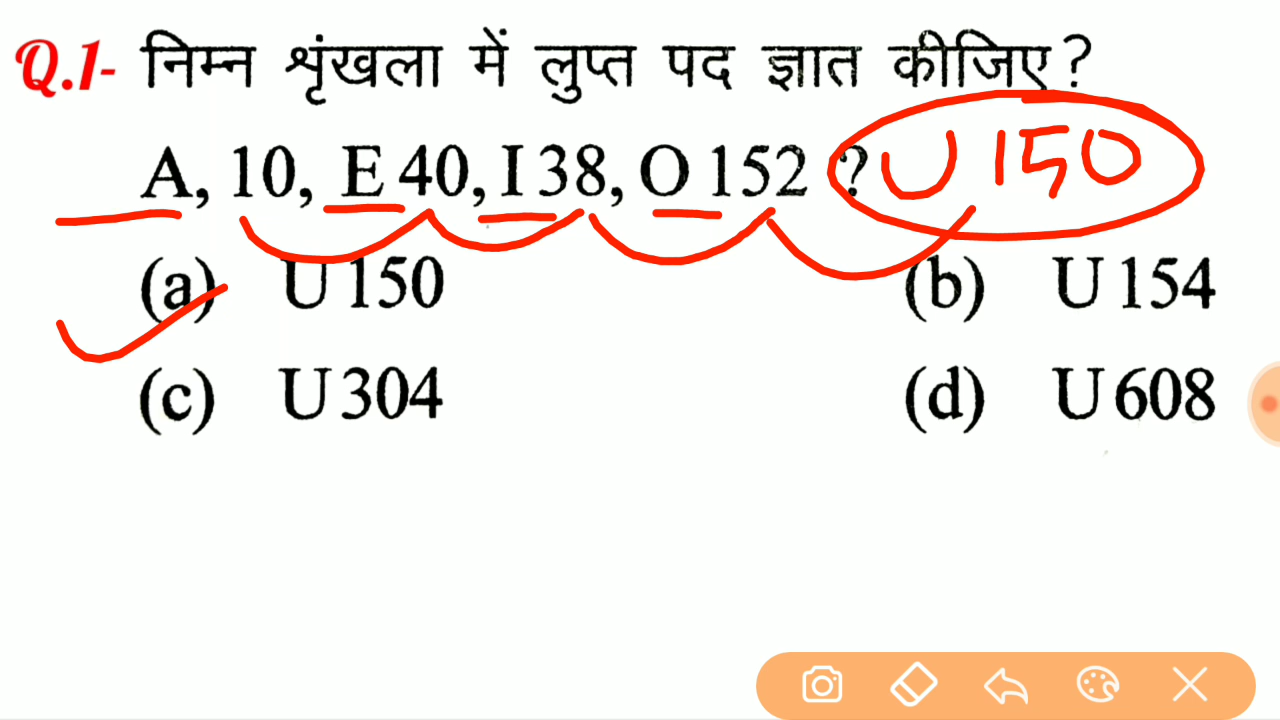 Q.1- निम्न शृंखला में लुप्त पद ज्ञात कीजिए?
A, 10, E 40, I 38, O 152 ? U 150
(a) U 150 (b) U 154
(c) U 304 (d) U 608